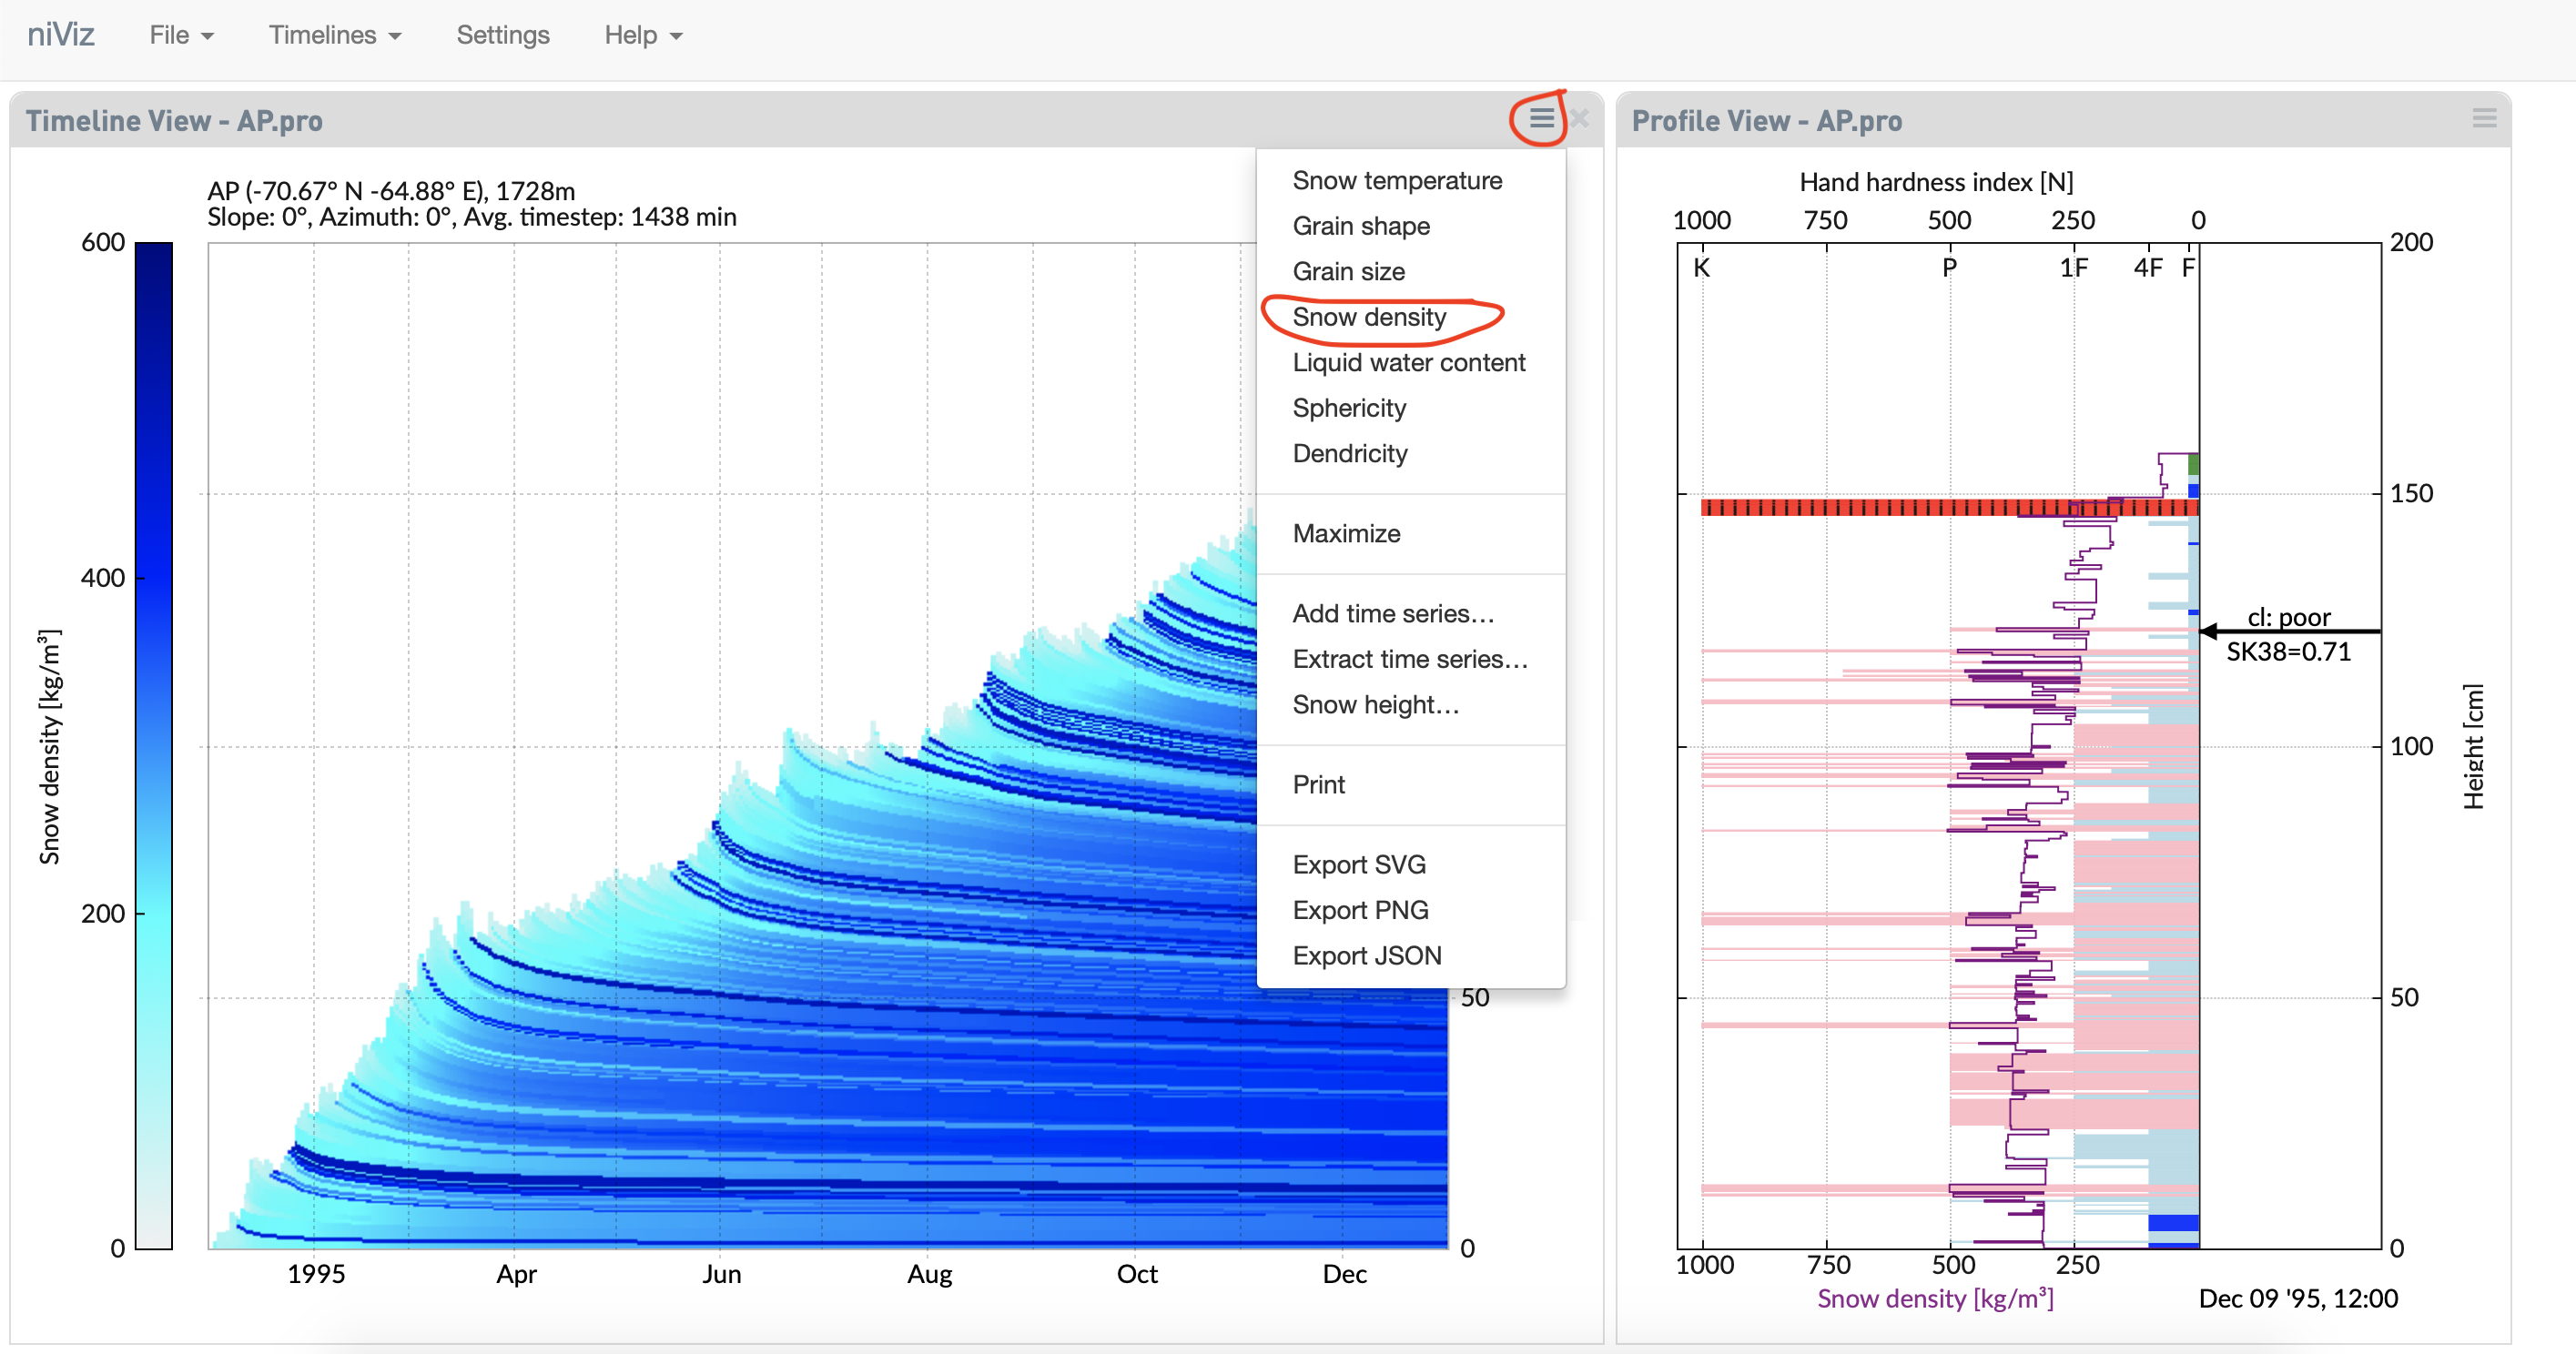 niViz File Timelines Settings Help
Timeline View - AP.pro
AP (-70.67° N -64.88° E), 1728m
Slope: 0°, Azimuth: 0°, Avg. timestep: 1438 min
600
400
200
0
Snow density [kg/m³]
1995 Apr Jun Aug Oct Dec
50
0
Snow temperature
Grain shape
Grain size
Snow density
Liquid water content
Sphericity
Dendricity
Maximize
Add time series...
Extract time series...
Snow height...
Print
Export SVG
Export PNG
Export JSON
Profile View - AP.pro
Hand hardness index [N]
1000 750 500 250 0
K P 1F 4F F
200
150
100
50
0
Height [cm]
cl: poor
SK38=0.71
1000 750 500 250
Snow density [kg/m³]
Dec 09 '95, 12:00